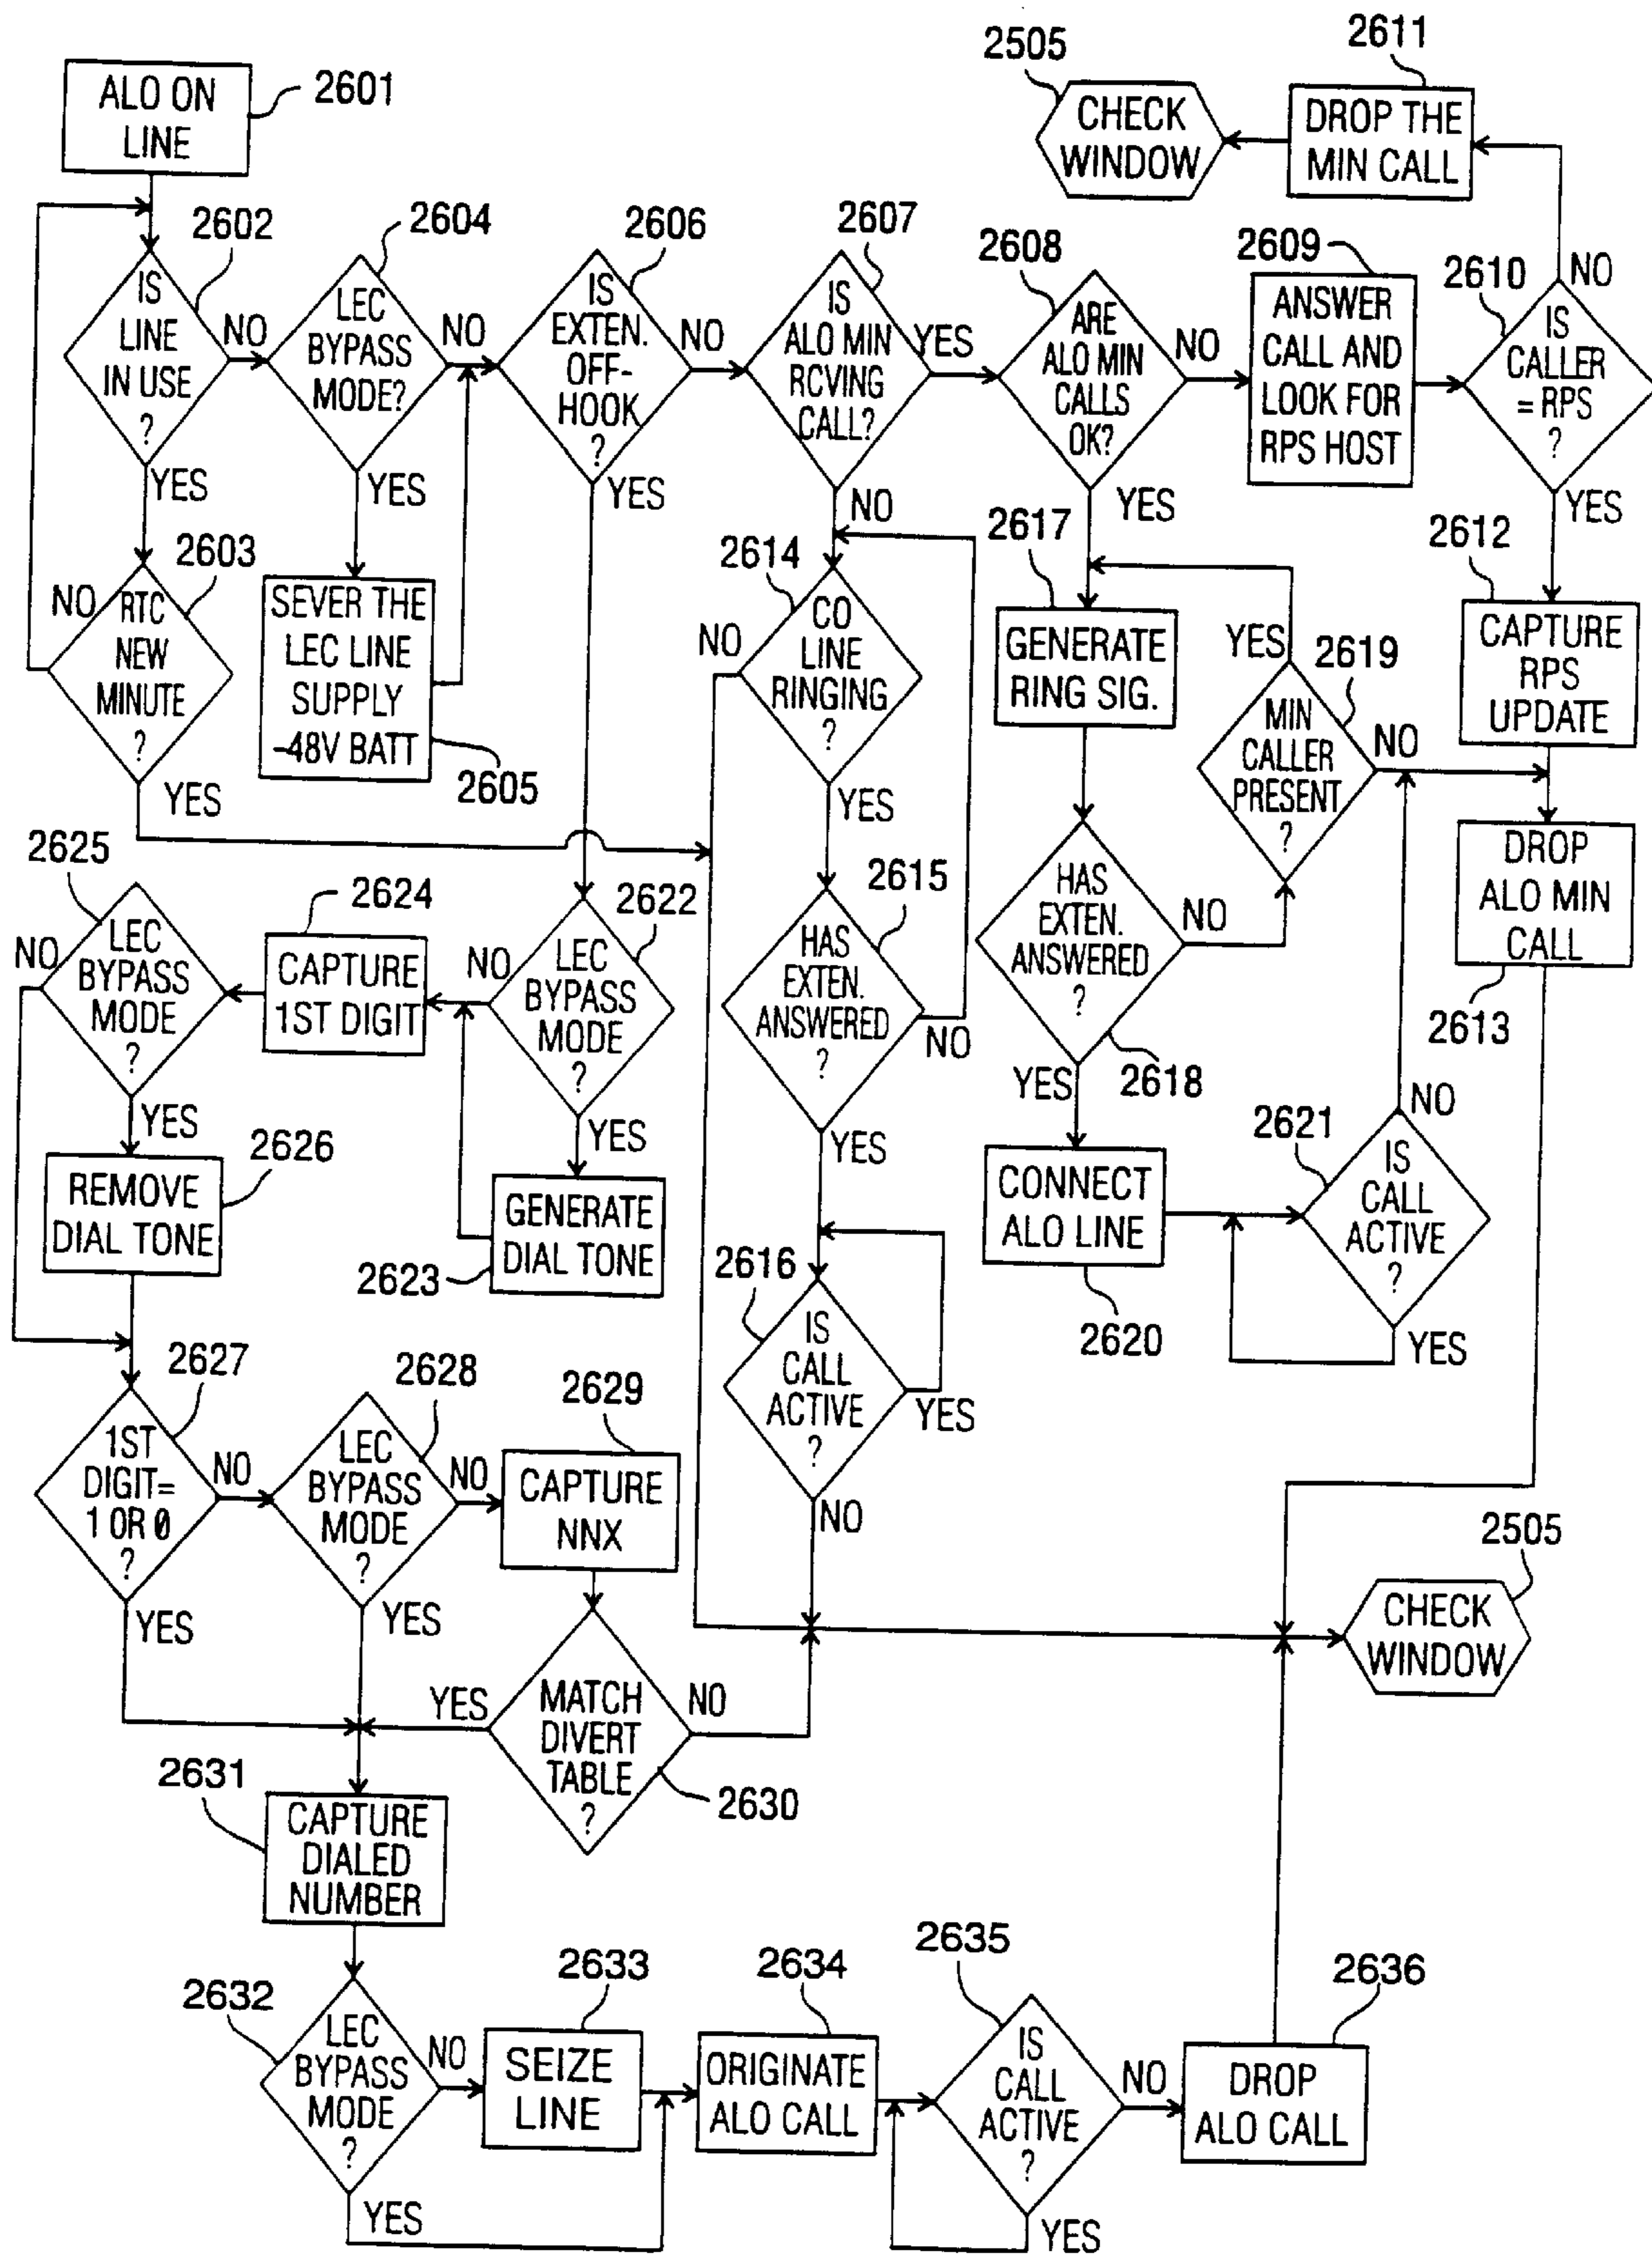 ALO ON
LINE
2601
2505
CHECK
WINDOW
2611
DROP THE
MIN CALL
2602
IS
LINE
IN USE
?
NO
YES
2604
LEC
BYPASS
MODE?
NO
YES
2606
IS
EXTEN.
OFF-
HOOK
?
NO
YES
2607
IS
ALO MIN
RCVING
CALL?
YES
NO
2608
ARE
ALO MIN
CALLS
OK?
NO
YES
2609
ANSWER
CALL AND
LOOK FOR
RPS HOST
2610
IS
CALLER
= RPS
?
NO
YES
2603
RTC
NEW
MINUTE
?
NO
YES
SEVER THE
LEC LINE
SUPPLY
-48V BATT
2605
2614
CO
LINE
RINGING
?
NO
YES
2617
GENERATE
RING SIG.
2619
MIN
CALLER
PRESENT
?
YES
NO
2612
CAPTURE
RPS
UPDATE
2625
LEC
BYPASS
MODE
?
NO
YES
2624
CAPTURE
1ST DIGIT
2622
LEC
BYPASS
MODE
?
NO
YES
2615
HAS
EXTEN.
ANSWERED
?
NO
YES
HAS
EXTEN.
ANSWERED
?
NO
YES
2618
DROP
ALO MIN
CALL
2613
2626
REMOVE
DIAL TONE
GENERATE
DIAL TONE
2623
2616
IS
CALL
ACTIVE
?
YES
NO
CONNECT
ALO LINE
2620
2621
IS
CALL
ACTIVE
?
NO
YES
2627
1ST
DIGIT=
1 OR 0
?
NO
YES
2628
LEC
BYPASS
MODE
?
NO
YES
2629
CAPTURE
NNX
2505
CHECK
WINDOW
MATCH
DIVERT
TABLE
?
YES
NO
2630
2631
CAPTURE
DIALED
NUMBER
2632
LEC
BYPASS
MODE
?
NO
YES
2633
SEIZE
LINE
2634
ORIGINATE
ALO CALL
2635
IS
CALL
ACTIVE
?
NO
YES
2636
DROP
ALO CALL